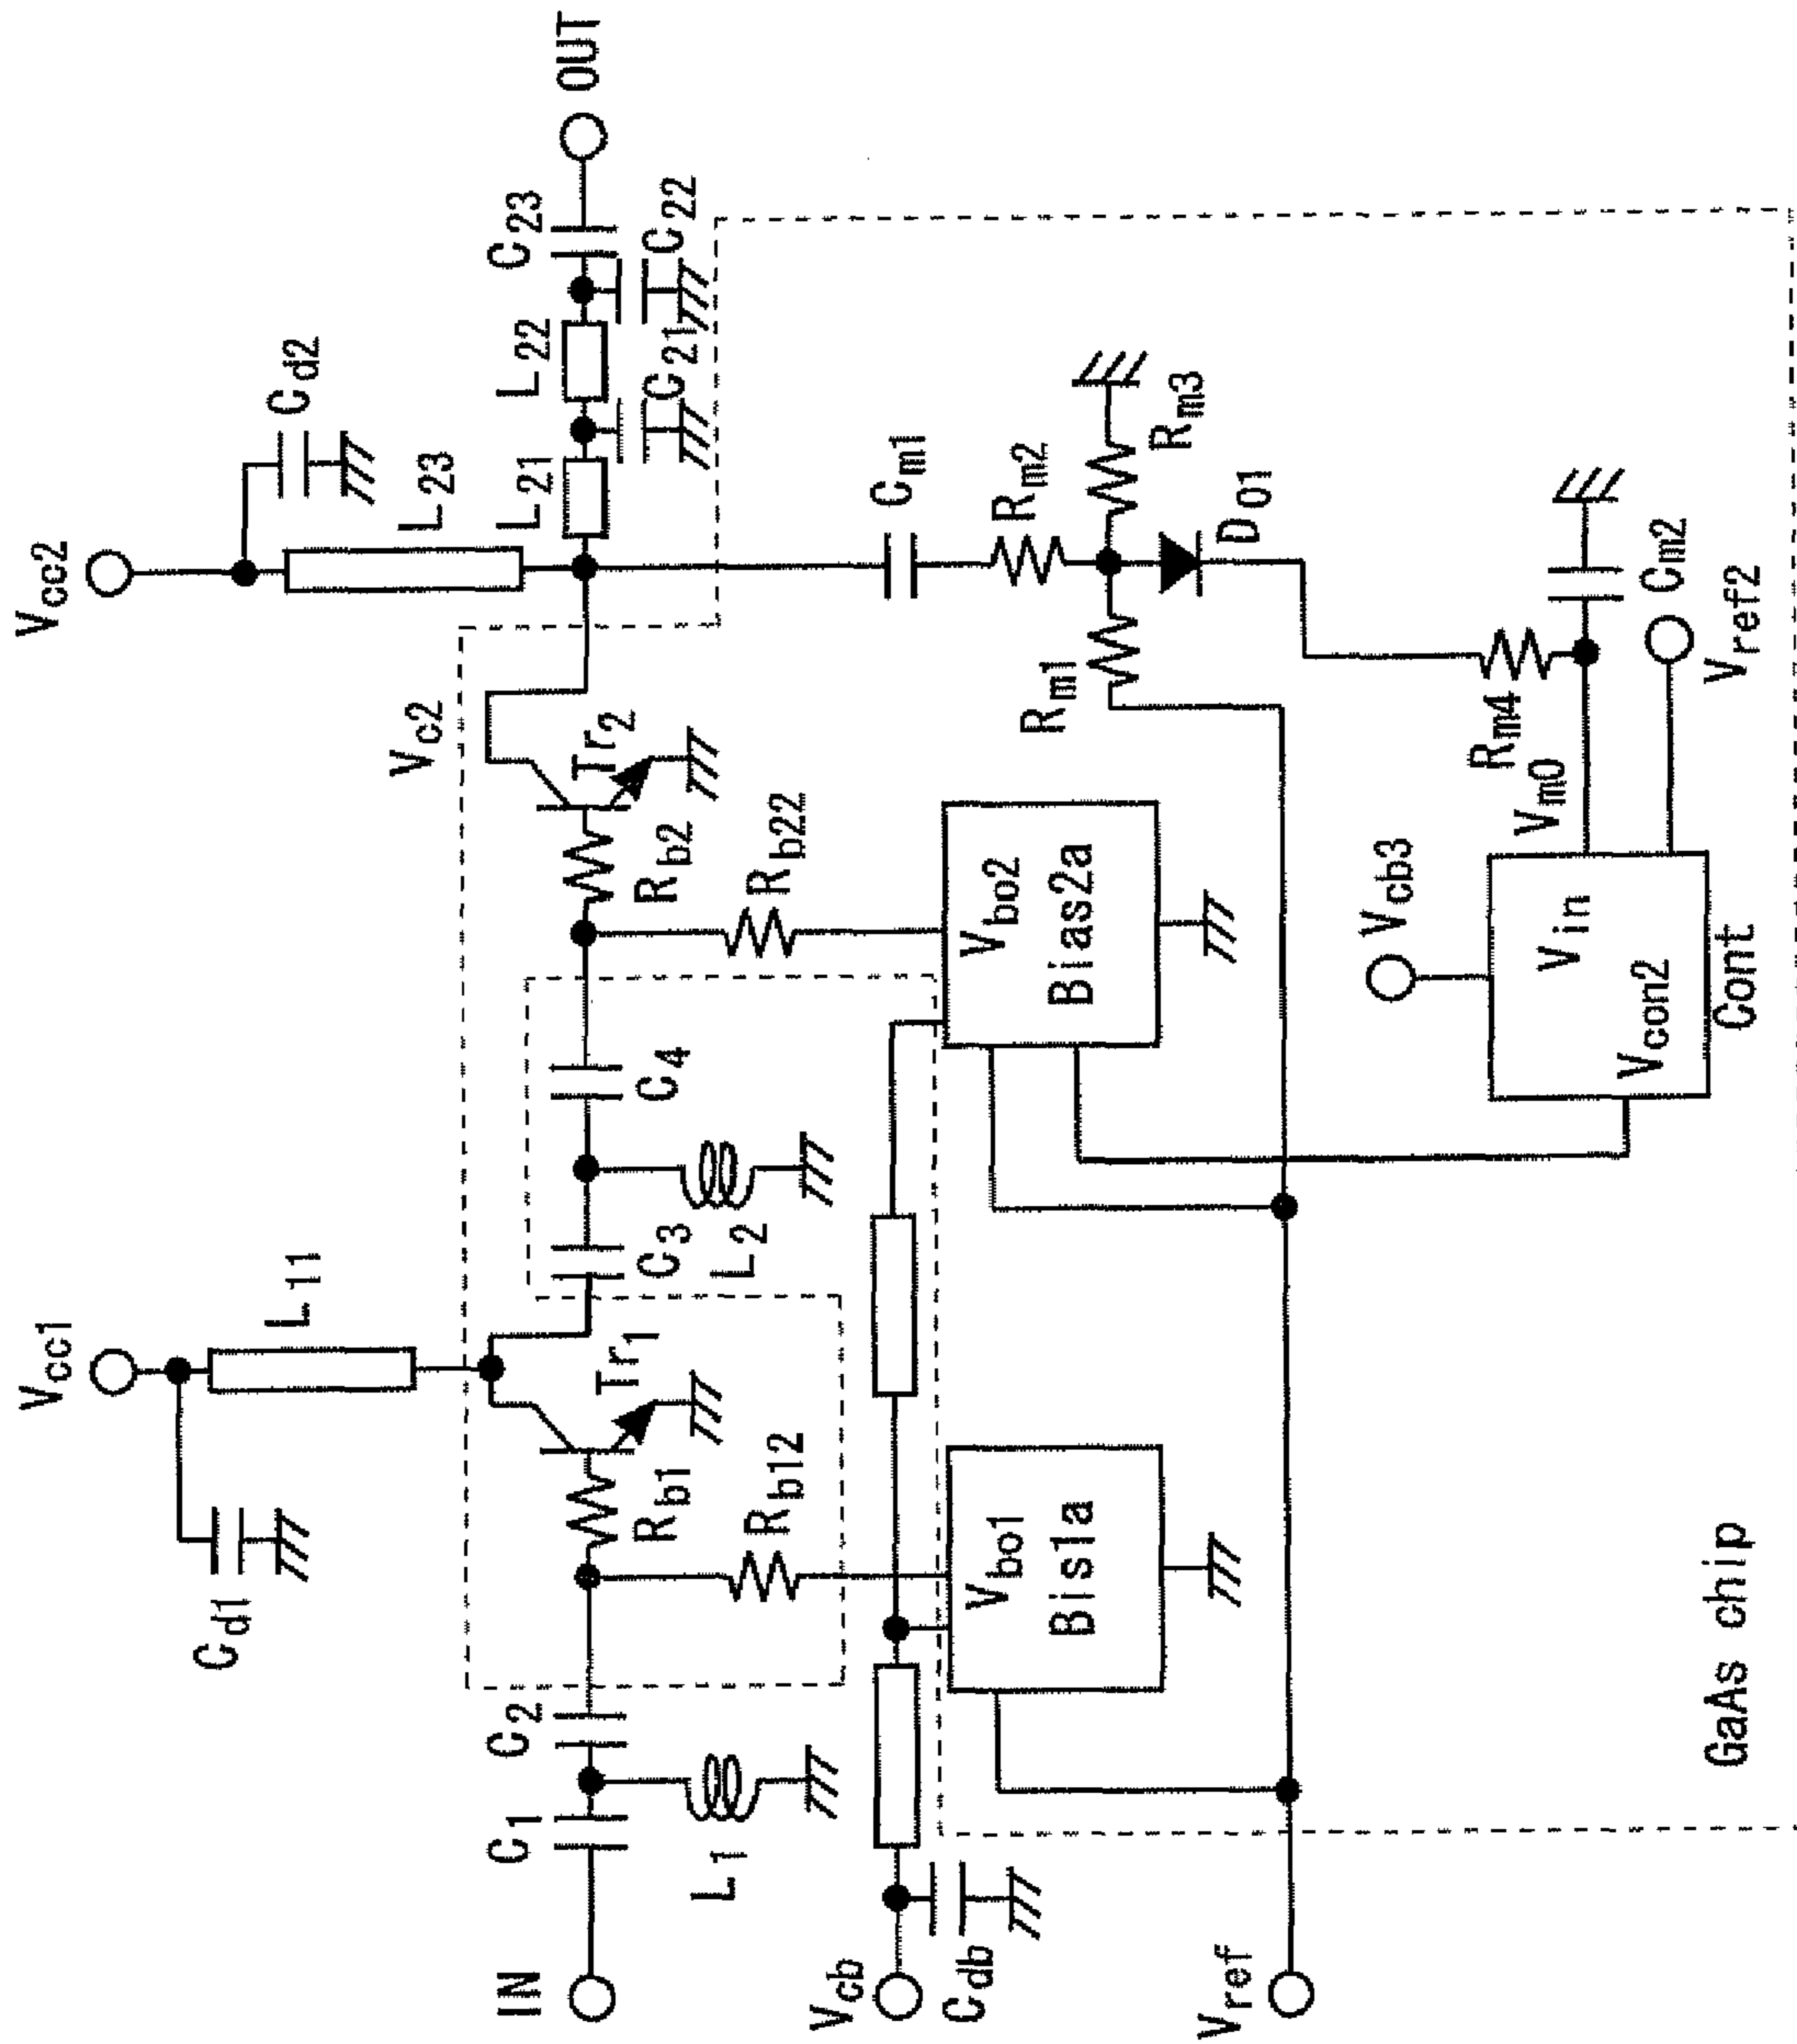 Vcc2
Vcc1
Cd2
L23
L11
Cd1
OUT
C23
L22
L21
C22
C21
Vc2
Tr2
Rb2
Tr1
Rb1
C4
C3
L2
C2
C1
L1
IN
Rb22
Rb12
Cm1
Rm2
Rm3
Rm1
D01
Vcb
Cdb
Vbo1
Bis1a
Vbo2
Bias2a
Vref
Rm4
Cm2
Vref2
Vm0
Vcb3
Vin
Vcon2
Cont
GaAs chip